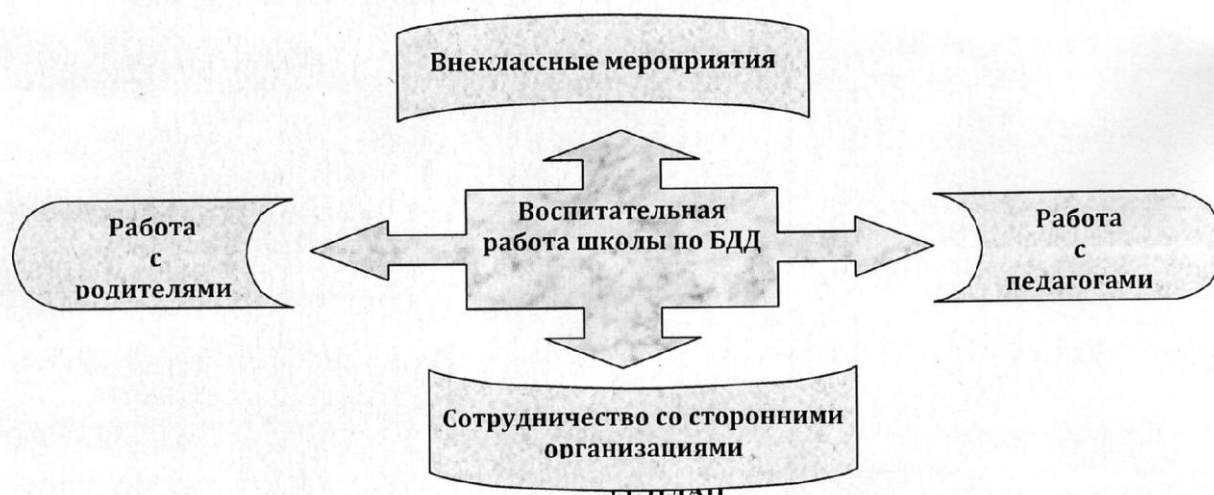 Внеклассные мероприятия
Работа
с
родителями
Воспитательная
работа школы по БДД
Работа
с
педагогами
Сотрудничество со сторонними
организациями